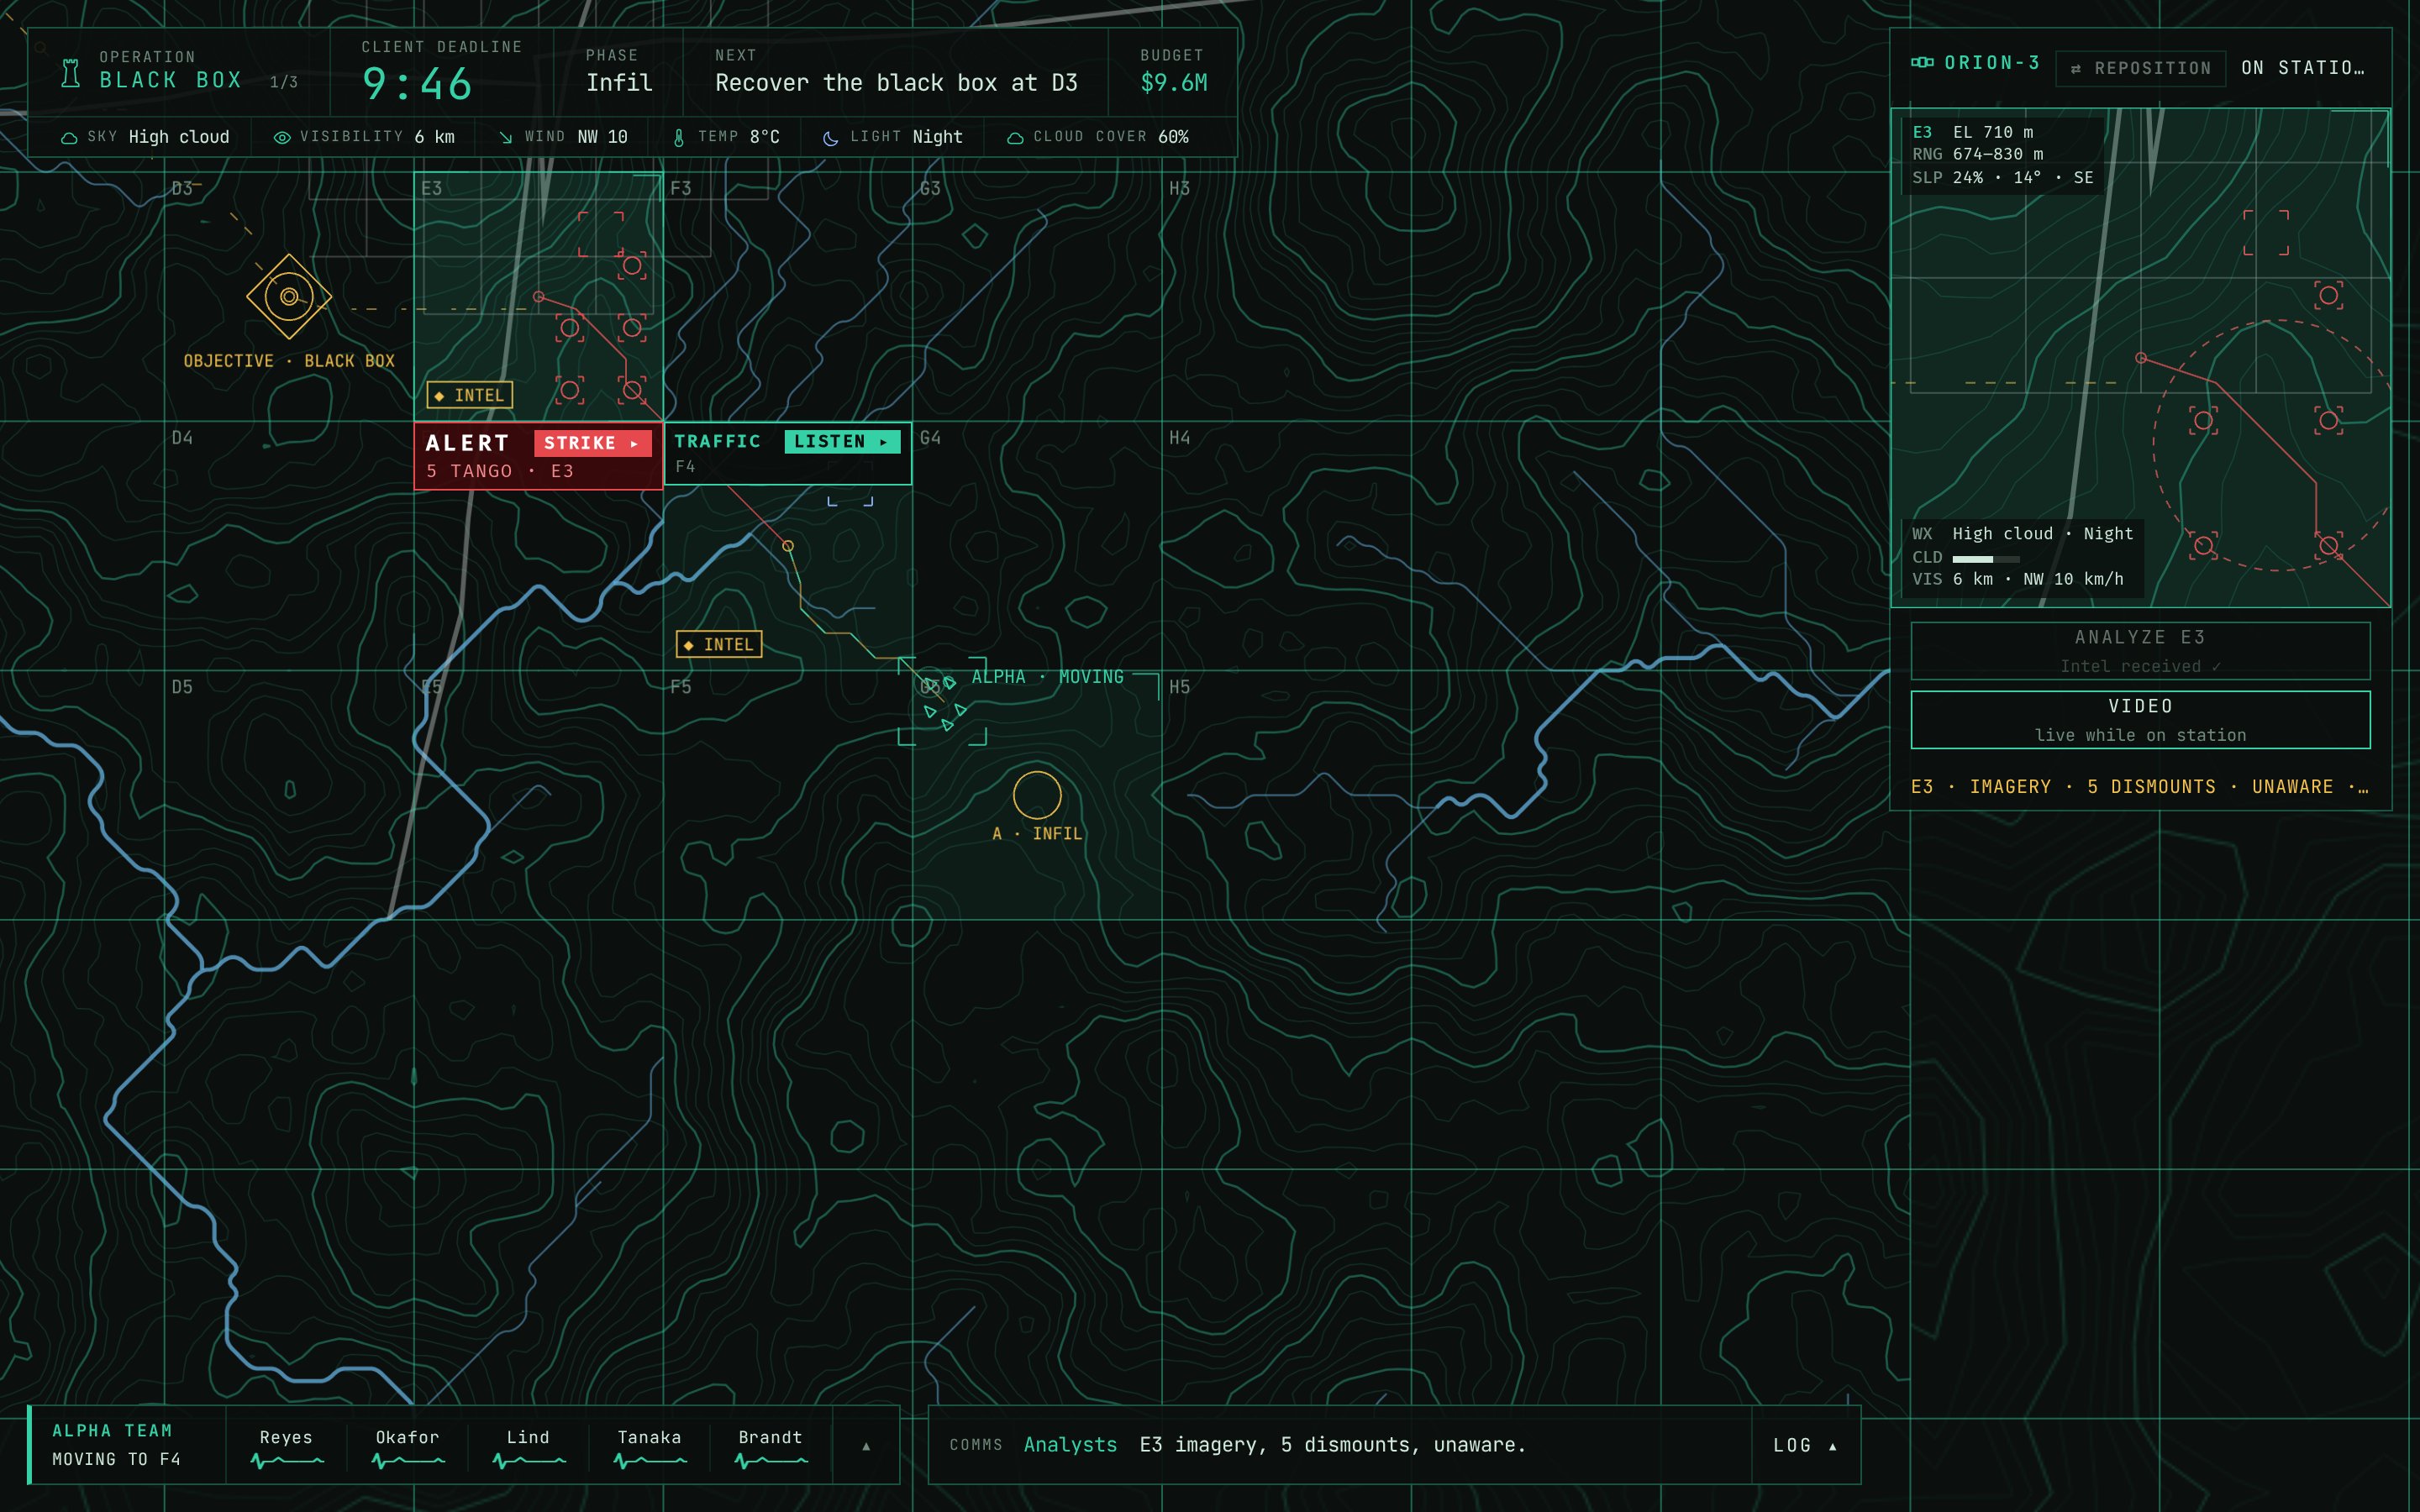 OPERATION
BLACK BOX 1/3
CLIENT DEADLINE
9:46
PHASE
Infil
NEXT
Recover the black box at D3
BUDGET
$9.6M
SKY High cloud
VISIBILITY 6 km
WIND NW 10
TEMP 8°C
LIGHT Night
CLOUD COVER 60%
ORION-3
⇄ REPOSITION
ON STATIO…
E3 EL 710 m
RNG 674–830 m
SLP 24% · 14° · SE
D3
E3
F3
G3
H3
OBJECTIVE · BLACK BOX
◆ INTEL
D4
ALERT STRIKE ▸
5 TANGO · E3
TRAFFIC LISTEN ▸
F4
G4
H4
WX High cloud · Night
CLD
VIS 6 km · NW 10 km/h
◆ INTEL
ANALYZE E3
Intel received ✓
D5
E5
F5
G5
ALPHA · MOVING
H5
VIDEO
live while on station
E3 · IMAGERY · 5 DISMOUNTS · UNAWARE ·…
A · INFIL
ALPHA TEAM
MOVING TO F4
Reyes
Okafor
Lind
Tanaka
Brandt
▲
COMMS Analysts E3 imagery, 5 dismounts, unaware.
LOG ▲